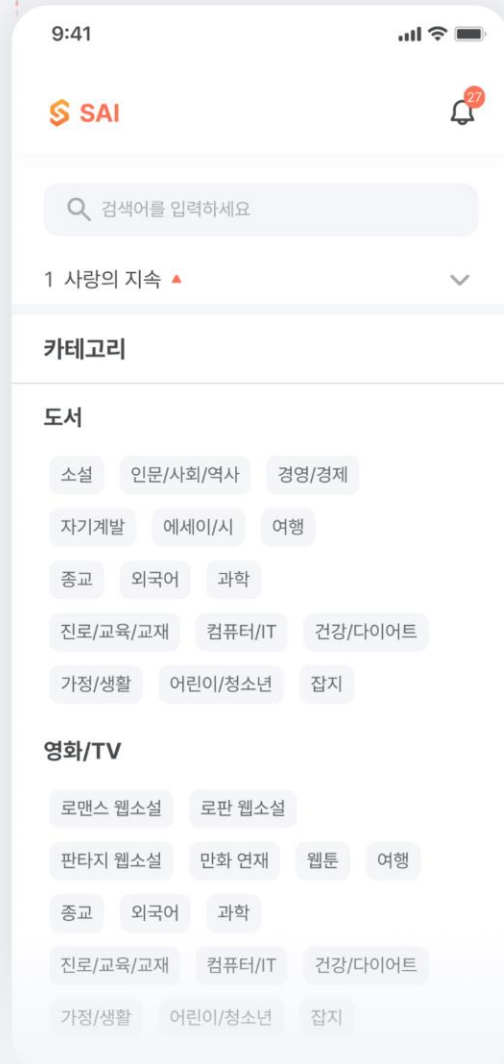 9:41
SAI
27
검색어를 입력하세요
1 사랑의 지속
카테고리
도서
소설 인문/사회/역사 경영/경제
자기계발 에세이/시 여행
종교 외국어 과학
진로/교육/교재 컴퓨터/IT 건강/다이어트
가정/생활 어린이/청소년 잡지
영화/TV
로맨스 웹소설 로판 웹소설
판타지 웹소설 만화 연재 웹툰 여행
종교 외국어 과학
진로/교육/교재 컴퓨터/IT 건강/다이어트
가정/생활 어린이/청소년 잡지